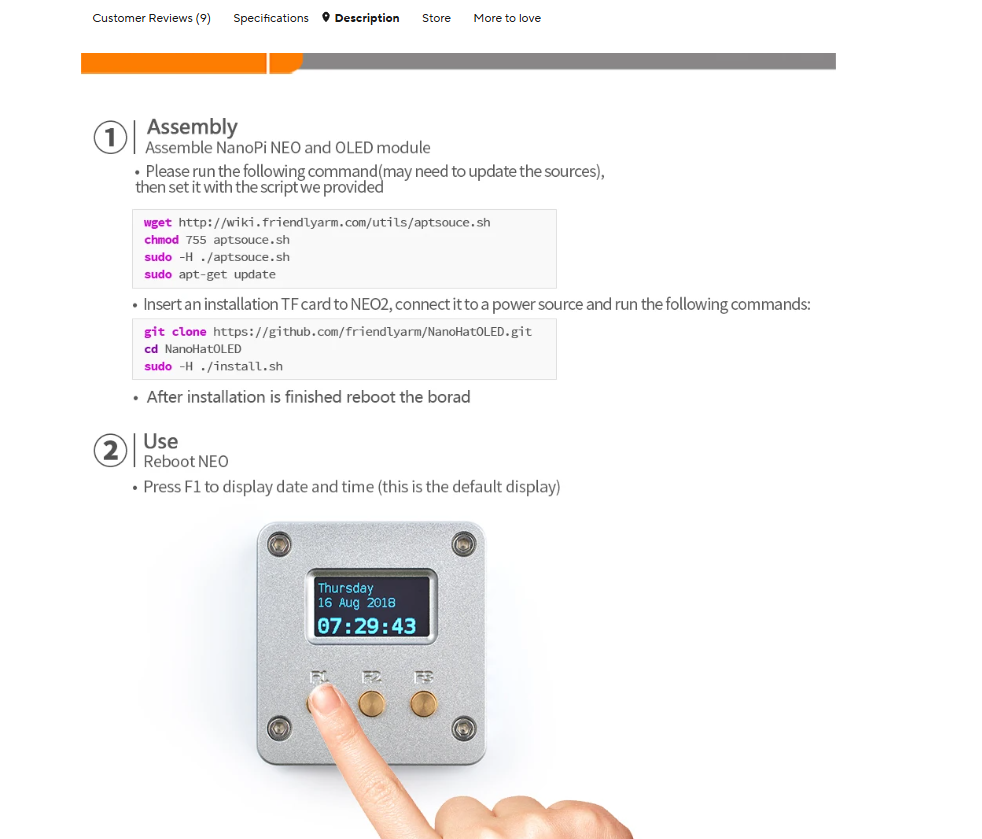 Customer Reviews (9) Specifications Description Store More to love
1 Assembly
Assemble NanoPi NEO and OLED module
• Please run the following command(may need to update the sources),
then set it with the script we provided
wget http://wiki.friendlyarm.com/utils/aptsouce.sh
chmod 755 aptsouce.sh
sudo -H ./aptsouce.sh
sudo apt-get update
• Insert an installation TF card to NEO2, connect it to a power source and run the following commands:
git clone https://github.com/friendlyarm/NanoHatOLED.git
cd NanoHatOLED
sudo -H ./install.sh
• After installation is finished reboot the borad
2 Use
Reboot NEO
• Press F1 to display date and time (this is the default display)
Thursday
16 Aug 2018
07:29:43
F1 F2 F3